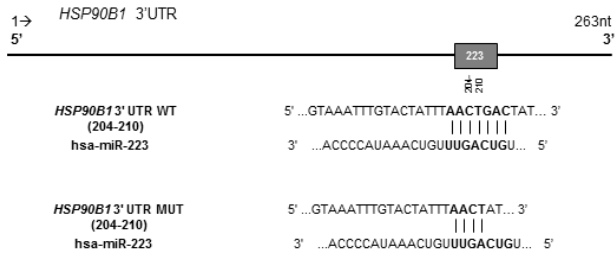 HSP90B1 3'UTR
1→ 263nt
5' 3'
223
204-
210
HSP90B1 3' UTR WT 5' ...GTAAATTTGTACTATTTAACTGACTAT... 3'
(204-210)
hsa-miR-223 3' ...ACCCCAUAAACUGUUUGACUGU... 5'
HSP90B1 3' UTR MUT 5' ...GTAAATTTGTACTATTTAACTAT... 3'
(204-210)
hsa-miR-223 3' ...ACCCCAUAAACUGUUUGACUGU... 5'